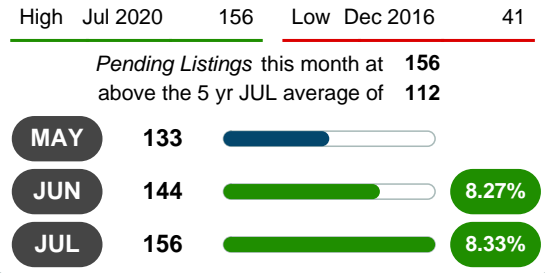 High Jul 2020 156 Low Dec 2016 41
Pending Listings this month at 156
above the 5 yr JUL average of 112
MAY 133
JUN 144 8.27%
JUL 156 8.33%